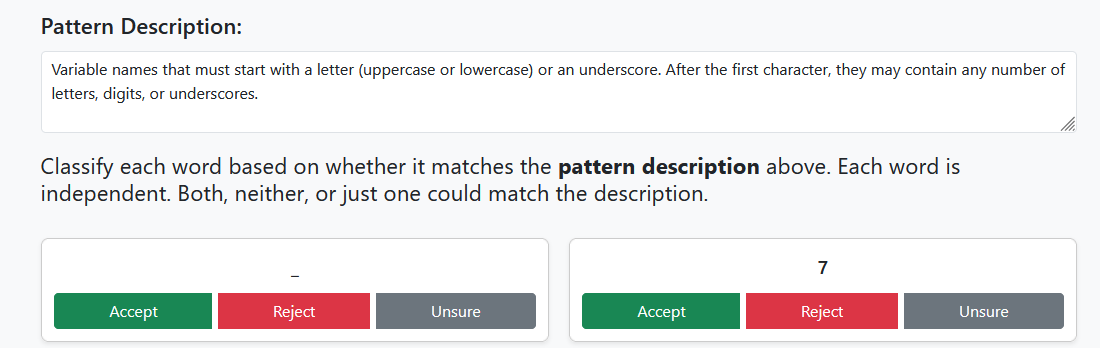 Pattern Description:
Variable names that must start with a letter (uppercase or lowercase) or an underscore. After the first character, they may contain any number of
letters, digits, or underscores.
Classify each word based on whether it matches the pattern description above. Each word is
independent. Both, neither, or just one could match the description.
_
Accept Reject Unsure
7
Accept Reject Unsure